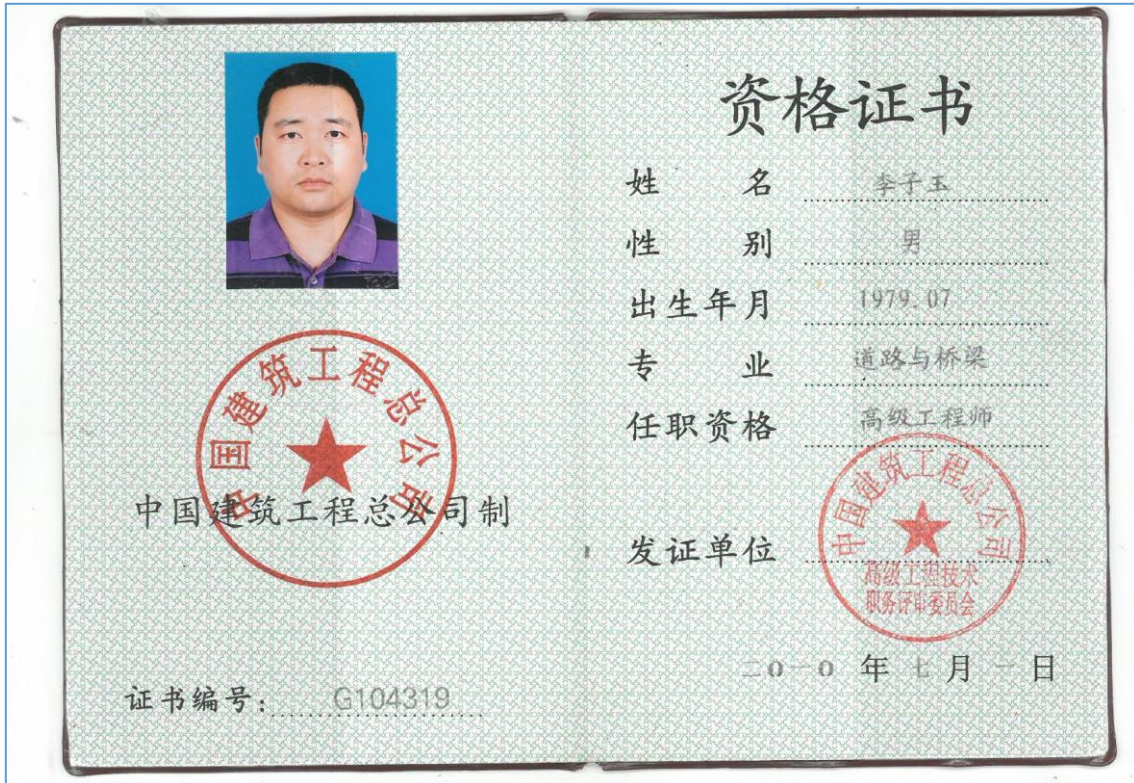 中国建筑工程总公司
中国建筑工程总公司制
证书编号: G104319
资格证书
姓 名 李子玉
性 别 男
出生年月 1979.07
专 业 道路与桥梁
任职资格 高级工程师
发证单位
中国建筑工程总公司
高级工程技术
职务评审委员会
二0一0 年 七 月 一 日